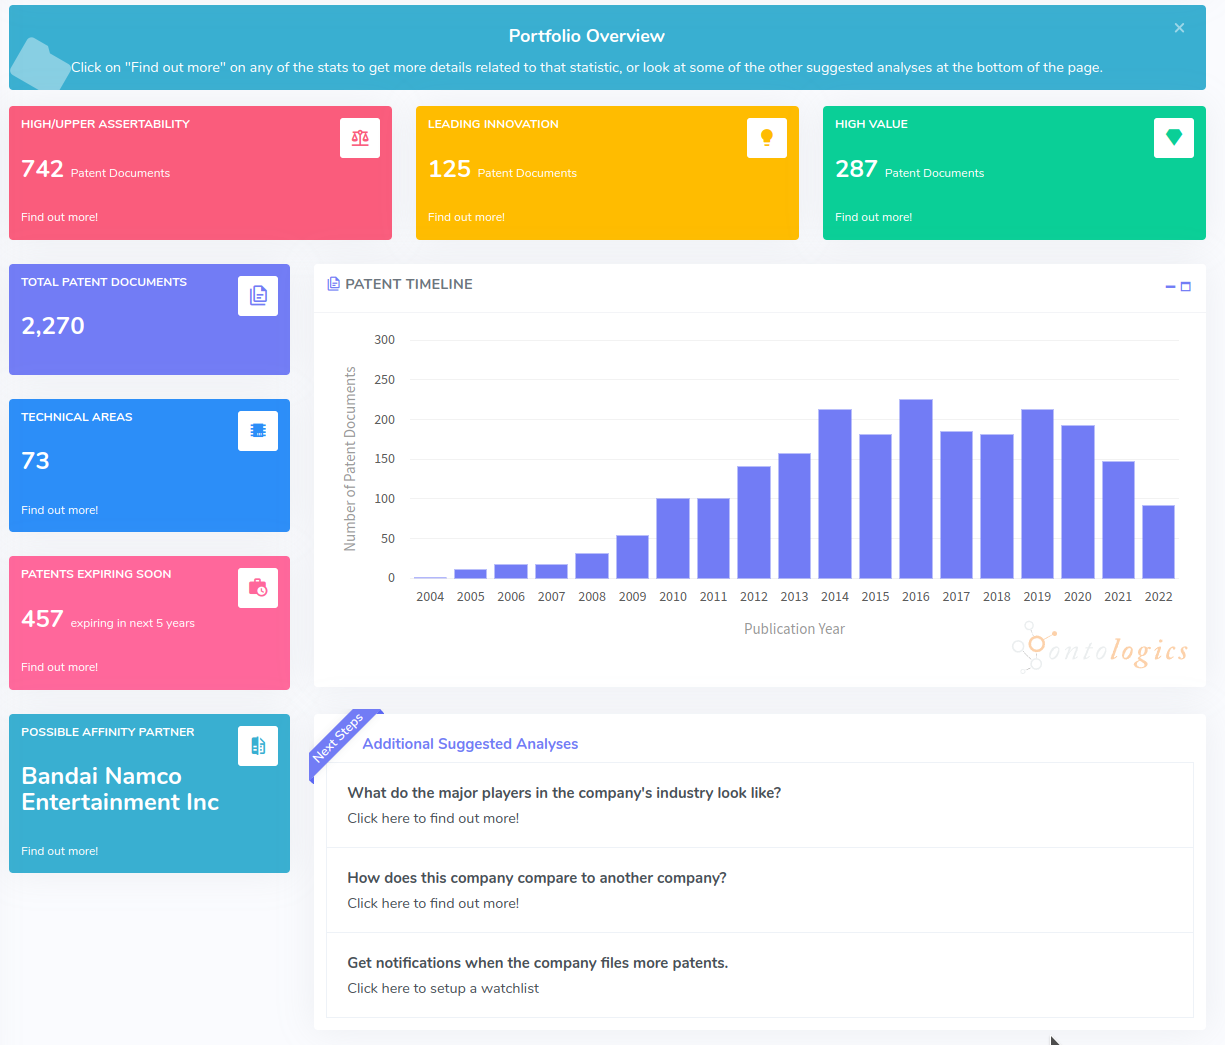 Portfolio Overview
×
Click on "Find out more" on any of the stats to get more details related to that statistic, or look at some of the other suggested analyses at the bottom of the page.
HIGH/UPPER ASSERTABILITY
742 Patent Documents
Find out more!
LEADING INNOVATION
125 Patent Documents
Find out more!
HIGH VALUE
287 Patent Documents
Find out more!
TOTAL PATENT DOCUMENTS
2,270
TECHNICAL AREAS
73
Find out more!
PATENTS EXPIRING SOON
457 expiring in next 5 years
Find out more!
POSSIBLE AFFINITY PARTNER
Bandai Namco
Entertainment Inc
Find out more!
PATENT TIMELINE
Number of Patent Documents
300
250
200
150
100
50
0
2004 2005 2006 2007 2008 2009 2010 2011 2012 2013 2014 2015 2016 2017 2018 2019 2020 2021 2022
Publication Year
ontologics
Next Steps
Additional Suggested Analyses
What do the major players in the company's industry look like?
Click here to find out more!
How does this company compare to another company?
Click here to find out more!
Get notifications when the company files more patents.
Click here to setup a watchlist